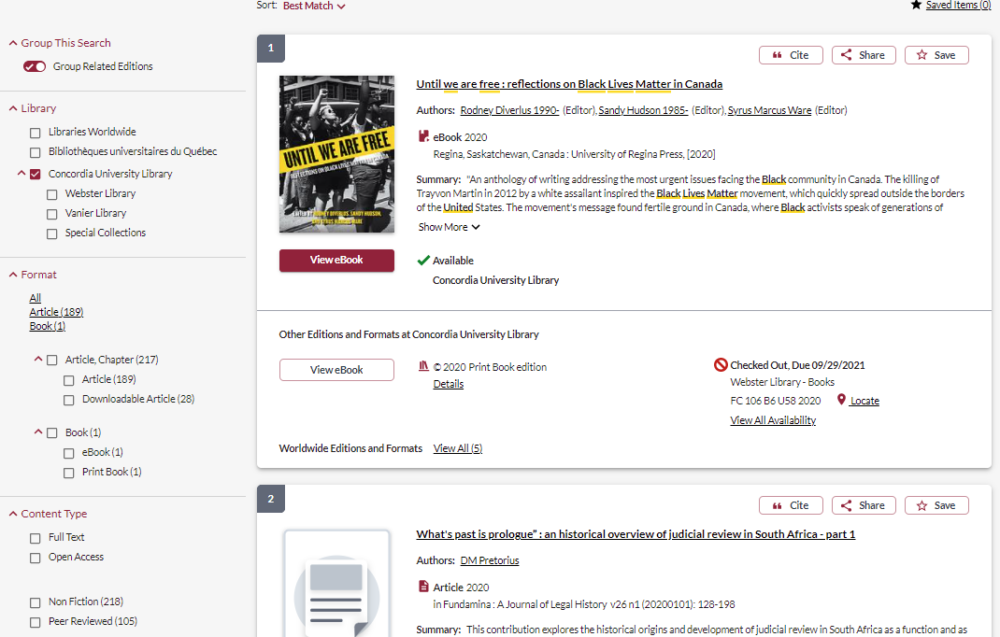 Sort: Best Match
Saved Items (0)
Group This Search
Group Related Editions
Library
Libraries Worldwide
Bibliothèques universitaires du Québec
Concordia University Library
Webster Library
Vanier Library
Special Collections
Format
All
Article (189)
Book (1)
Article, Chapter (217)
Article (189)
Downloadable Article (28)
Book (1)
eBook (1)
Print Book (1)
Content Type
Full Text
Open Access
Non Fiction (218)
Peer Reviewed (105)
1
Cite
Share
Save
UNTIL WE ARE FREE
REFLECTIONS ON BLACK LIVES MATTER IN CANADA
EDITED BY RODNEY DIVERLUS, SANDY HUDSON,
AND SYRUS MARCUS WARE
Until we are free : reflections on Black Lives Matter in Canada
Authors: Rodney Diverlus 1990- (Editor), Sandy Hudson 1985- (Editor), Syrus Marcus Ware (Editor)
eBook 2020
Regina, Saskatchewan, Canada : University of Regina Press, [2020]
Summary: "An anthology of writing addressing the most urgent issues facing the Black community in Canada. The killing of
Trayvon Martin in 2012 by a white assailant inspired the Black Lives Matter movement, which quickly spread outside the borders
of the United States. The movement's message found fertile ground in Canada, where Black activists speak of generations of
Show More
View eBook
Available
Concordia University Library
Other Editions and Formats at Concordia University Library
View eBook
© 2020 Print Book edition
Details
Checked Out, Due 09/29/2021
Webster Library - Books
FC 106 B6 U58 2020 Locate
View All Availability
Worldwide Editions and Formats View All (5)
2
Cite
Share
Save
What's past is prologue" : an historical overview of judicial review in South Africa - part 1
Authors: DM Pretorius
Article 2020
in Fundamina : A Journal of Legal History v26 n1 (20200101): 128-198
Summary: This contribution explores the historical origins and development of judicial review in South Africa as a function and as